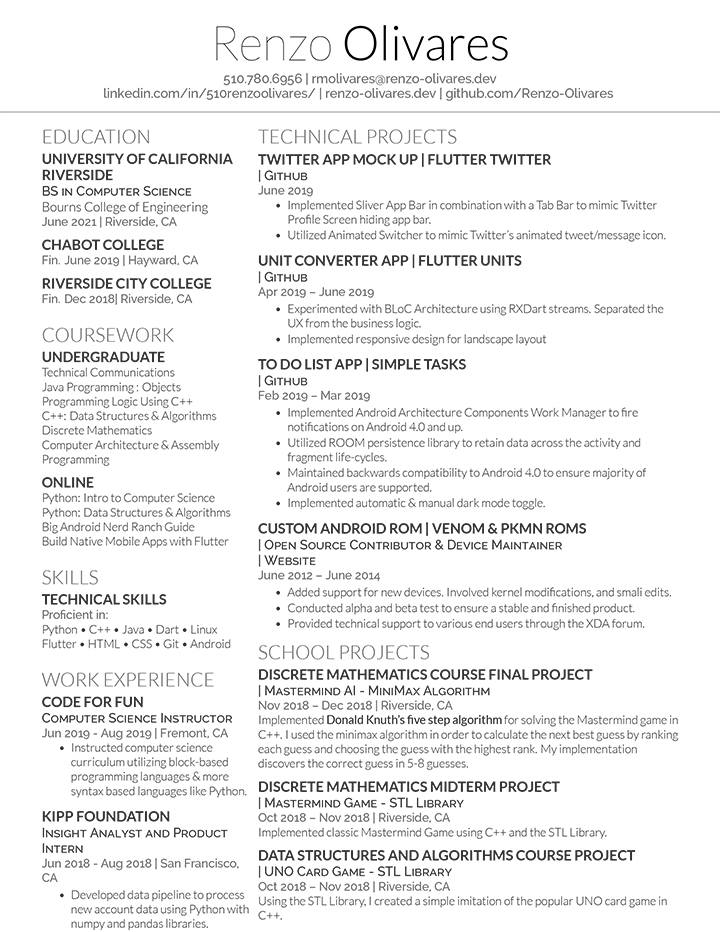 Renzo Olivares
510.780.6956 | rmolivares@renzo-olivares.dev
linkedin.com/in/510renzoolivares/ | renzo-olivares.dev | github.com/Renzo-Olivares
EDUCATION
UNIVERSITY OF CALIFORNIA
RIVERSIDE
BS in Computer Science
Bourns College of Engineering
June 2021 | Riverside, CA
CHABOT COLLEGE
Fin. June 2019 | Hayward, CA
RIVERSIDE CITY COLLEGE
Fin. Dec 2018| Riverside, CA
COURSEWORK
UNDERGRADUATE
Technical Communications
Java Programming : Objects
Programming Logic Using C++
C++: Data Structures & Algorithms
Discrete Mathematics
Computer Architecture & Assembly
Programming
ONLINE
Python: Intro to Computer Science
Python: Data Structures & Algorithms
Big Android Nerd Ranch Guide
Build Native Mobile Apps with Flutter
SKILLS
TECHNICAL SKILLS
Proficient in:
Python • C++ • Java • Dart • Linux
Flutter • HTML • CSS • Git • Android
WORK EXPERIENCE
CODE FOR FUN
Computer Science Instructor
Jun 2019 - Aug 2019 | Fremont, CA
• Instructed computer science
curriculum utilizing block-based
programming languages & more
syntax based languages like Python.
KIPP FOUNDATION
Insight Analyst and Product
Intern
Jun 2018 - Aug 2018 | San Francisco,
CA
• Developed data pipeline to process
new account data using Python with
numpy and pandas libraries.
TECHNICAL PROJECTS
TWITTER APP MOCK UP | FLUTTER TWITTER
| Github
June 2019
• Implemented Sliver App Bar in combination with a Tab Bar to mimic Twitter
Profile Screen hiding app bar.
• Utilized Animated Switcher to mimic Twitter's animated tweet/message icon.
UNIT CONVERTER APP | FLUTTER UNITS
| Github
Apr 2019 – June 2019
• Experimented with BLoC Architecture using RXDart streams. Separated the
UX from the business logic.
• Implemented responsive design for landscape layout
TO DO LIST APP | SIMPLE TASKS
| Github
Feb 2019 – Mar 2019
• Implemented Android Architecture Components Work Manager to fire
notifications on Android 4.0 and up.
• Utilized ROOM persistence library to retain data across the activity and
fragment life-cycles.
• Maintained backwards compatibility to Android 4.0 to ensure majority of
Android users are supported.
• Implemented automatic & manual dark mode toggle.
CUSTOM ANDROID ROM | VENOM & PKMN ROMS
| Open Source Contributor & Device Maintainer
| Website
June 2012 – June 2014
• Added support for new devices. Involved kernel modifications, and smali edits.
• Conducted alpha and beta test to ensure a stable and finished product.
• Provided technical support to various end users through the XDA forum.
SCHOOL PROJECTS
DISCRETE MATHEMATICS COURSE FINAL PROJECT
| Mastermind AI - MiniMax Algorithm
Nov 2018 – Dec 2018 | Riverside, CA
Implemented Donald Knuth's five step algorithm for solving the Mastermind game in
C++. I used the minimax algorithm in order to calculate the next best guess by ranking
each guess and choosing the guess with the highest rank. My implementation
discovers the correct guess in 5-8 guesses.
DISCRETE MATHEMATICS MIDTERM PROJECT
| Mastermind Game - STL Library
Oct 2018 – Nov 2018 | Riverside, CA
Implemented classic Mastermind Game using C++ and the STL Library.
DATA STRUCTURES AND ALGORITHMS COURSE PROJECT
| UNO Card Game - STL Library
Oct 2018 – Nov 2018 | Riverside, CA
Using the STL Library, I created a simple imitation of the popular UNO card game in
C++.